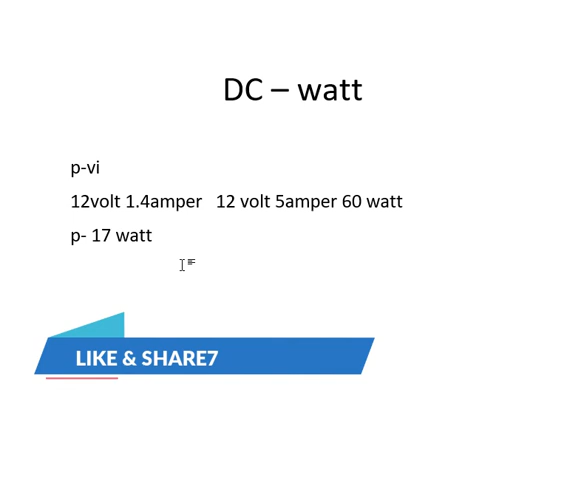 DC – watt
p-vi
12volt 1.4amper   12 volt 5amper 60 watt
p- 17 watt
LIKE & SHARE7